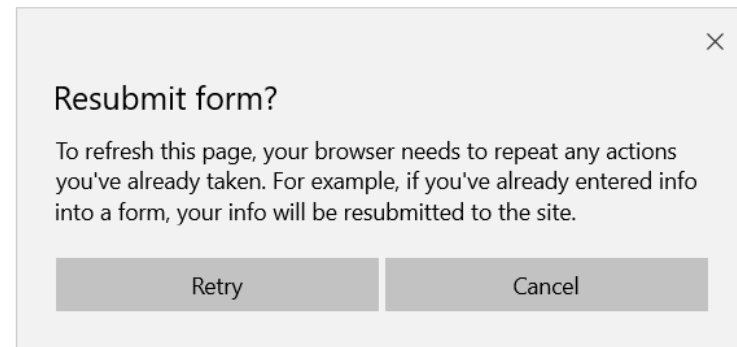 Resubmit form?
To refresh this page, your browser needs to repeat any actions
you've already taken. For example, if you've already entered info
into a form, your info will be resubmitted to the site.
Retry
Cancel